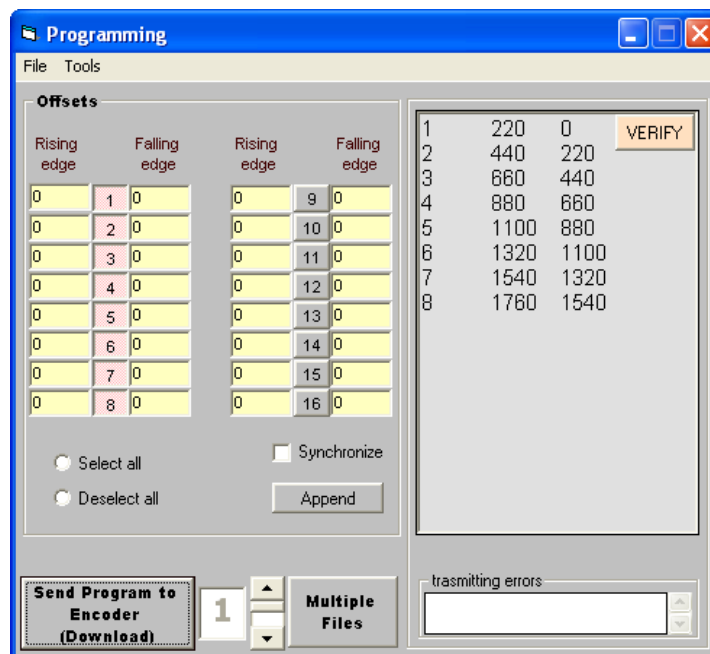 Programming
File Tools
Offsets
Rising edge Falling edge Rising edge Falling edge
0 1 0 0 9 0
0 2 0 0 10 0
0 3 0 0 11 0
0 4 0 0 12 0
0 5 0 0 13 0
0 6 0 0 14 0
0 7 0 0 15 0
0 8 0 0 16 0
Select all
Synchronize
Deselect all
Append
Send Program to
Encoder
(Download)
1
Multiple
Files
1 220 0
VERIFY
2 440 220
3 660 440
4 880 660
5 1100 880
6 1320 1100
7 1540 1320
8 1760 1540
trasmitting errors